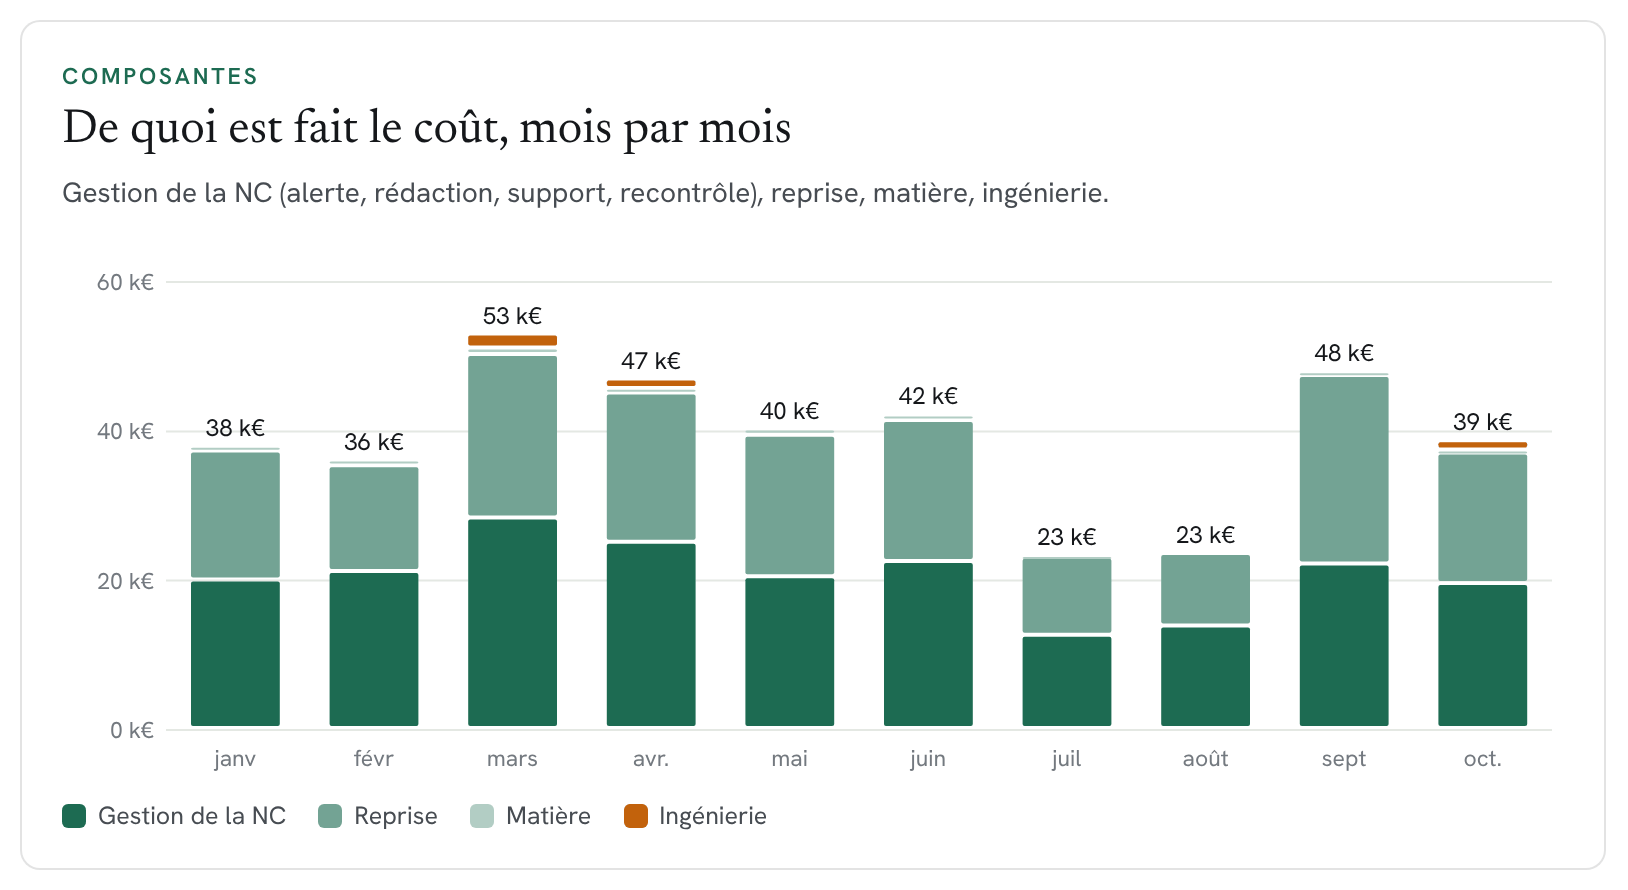 COMPOSANTES
De quoi est fait le coût, mois par mois
Gestion de la NC (alerte, rédaction, support, recontrôle), reprise, matière, ingénierie.
60 k€
40 k€
20 k€
0 k€
38 k€
36 k€
53 k€
47 k€
40 k€
42 k€
23 k€
23 k€
48 k€
39 k€
janv
févr
mars
avr.
mai
juin
juil
août
sept
oct.
Gestion de la NC
Reprise
Matière
Ingénierie